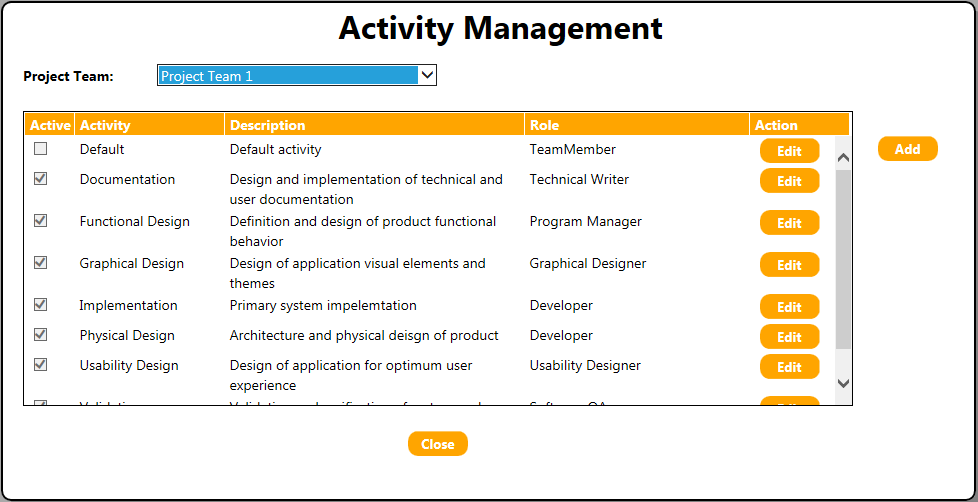 Activity Management
Project Team: Project Team 1
Active Activity Description Role Action
Default Default activity TeamMember Edit
Add
Documentation Design and implementation of technical and Technical Writer Edit
user documentation
Functional Design Definition and design of product functional Program Manager Edit
behavior
Graphical Design Design of application visual elements and Graphical Designer Edit
themes
Implementation Primary system impelemtation Developer Edit
Physical Design Architecture and physical deisgn of product Developer Edit
Usability Design Design of application for optimum user Usability Designer Edit
experience
Close